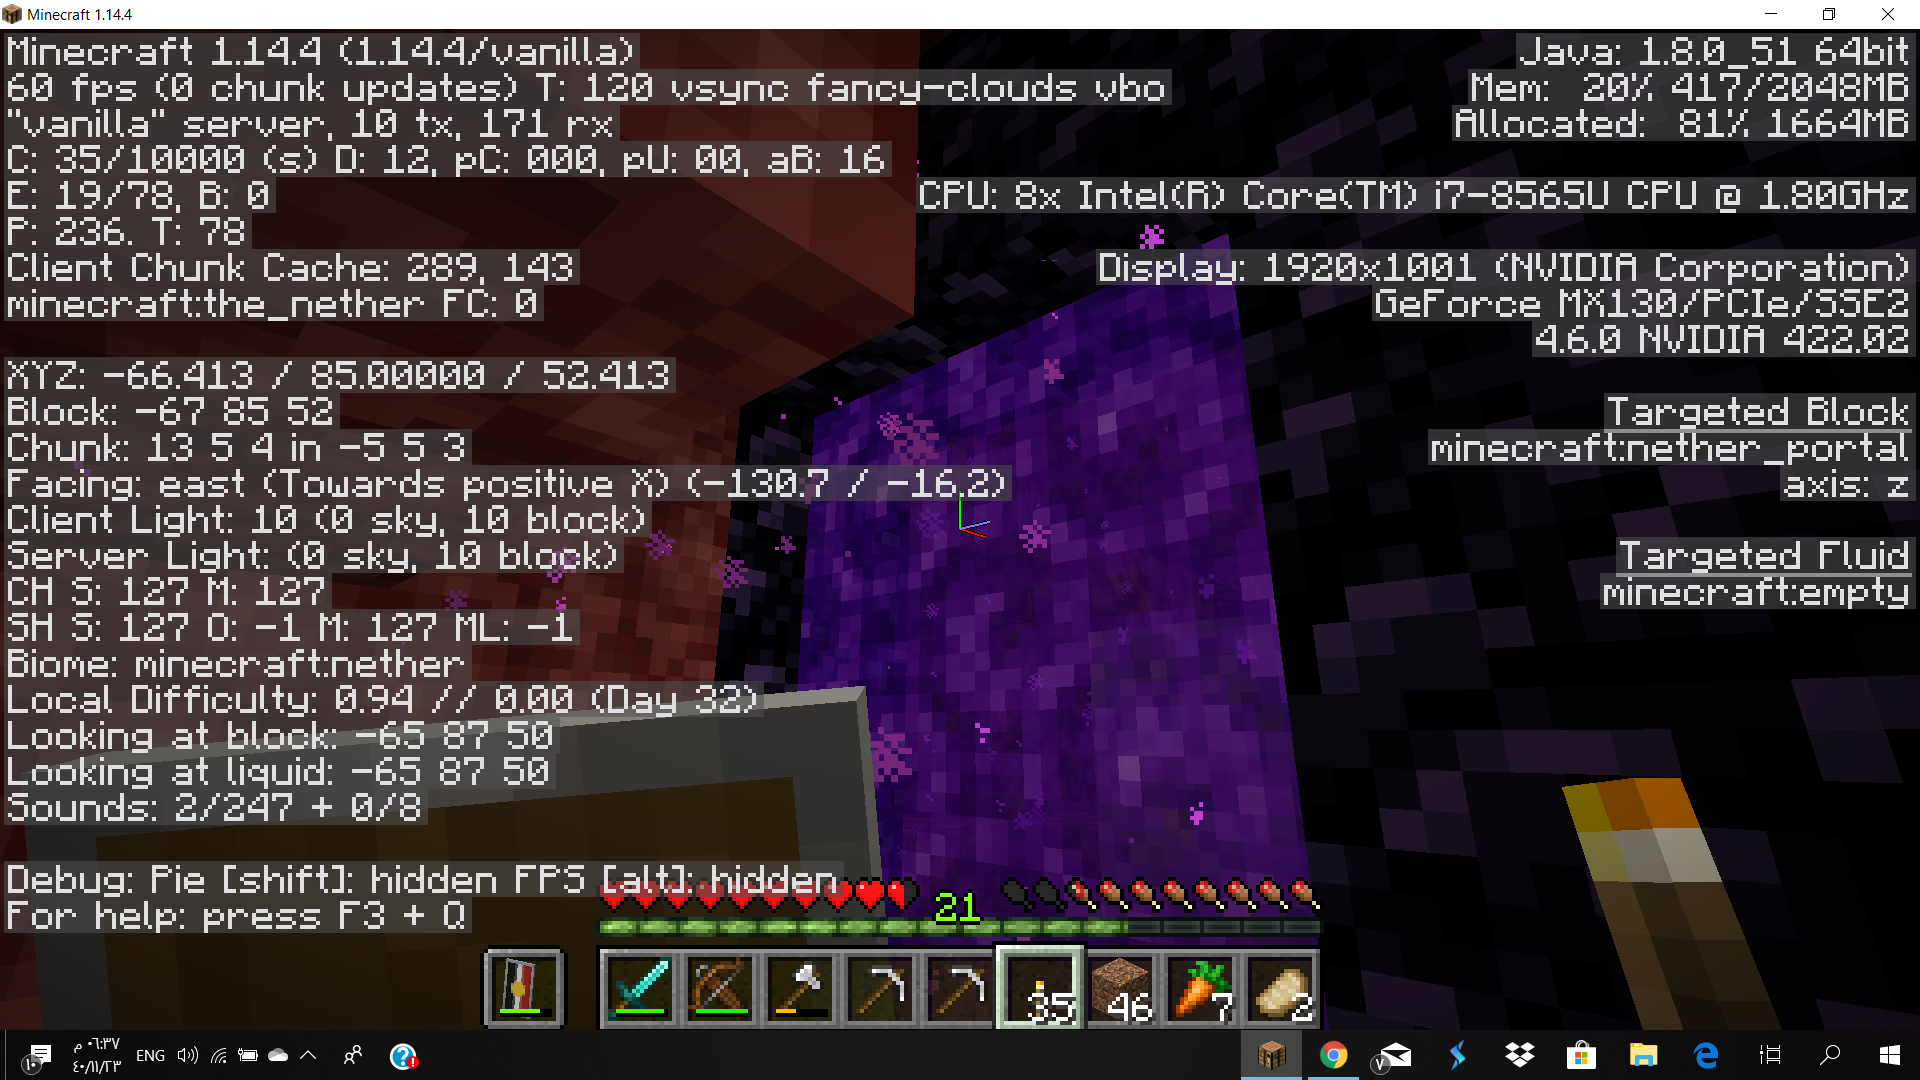 Minecraft 1.14.4
Minecraft 1.14.4 (1.14.4/vanilla)
60 fps (0 chunk updates) T: 120 vsync fancy-clouds vbo
"vanilla" server, 10 tx, 171 rx
C: 35/10000 (s) D: 12, pC: 000, pU: 00, aB: 16
E: 19/78, B: 0
P: 236. T: 78
Client Chunk Cache: 289, 143
minecraft:the_nether FC: 0
XYZ: -66.413 / 85.00000 / 52.413
Block: -67 85 52
Chunk: 13 5 4 in -5 5 3
Facing: east (Towards positive X) (-130.7 / -16.2)
Client Light: 10 (0 sky, 10 block)
Server Light: (0 sky, 10 block)
CH S: 127 M: 127
SH S: 127 O: -1 M: 127 ML: -1
Biome: minecraft:nether
Local Difficulty: 0.94 // 0.00 (Day 32)
Looking at block: -65 87 50
Looking at liquid: -65 87 50
Sounds: 2/247 + 0/8
Debug: Pie [shift]: hidden FPS [alt]: hidden
For help: press F3 + Q
Java: 1.8.0_51 64bit
Mem: 20% 417/2048MB
Allocated: 81% 1664MB
CPU: 8x Intel(R) Core(TM) i7-8565U CPU @ 1.80GHz
Display: 1920x1001 (NVIDIA Corporation)
GeForce MX130/PCIe/SSE2
4.6.0 NVIDIA 422.02
Targeted Block
minecraft:nether_portal
axis: z
Targeted Fluid
minecraft:empty
21
35 46 7 2
ENG
٠٦:٣٧ م
٤٠/١١/٢٣
١٠
٧